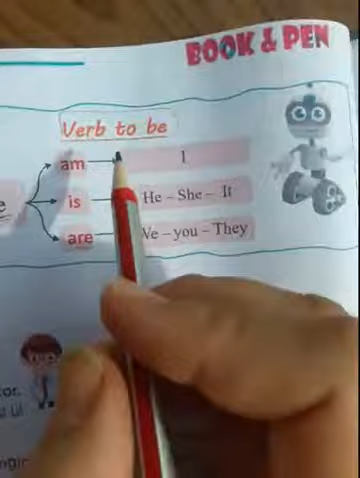 BOOK & PEN
Verb to be
am I
is He – She – It
are We – you – They